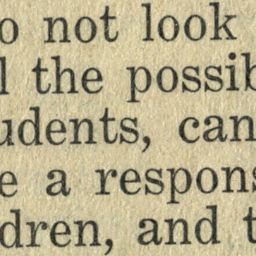 o not look
l the possib
udents, can
e a respons
dren, and t